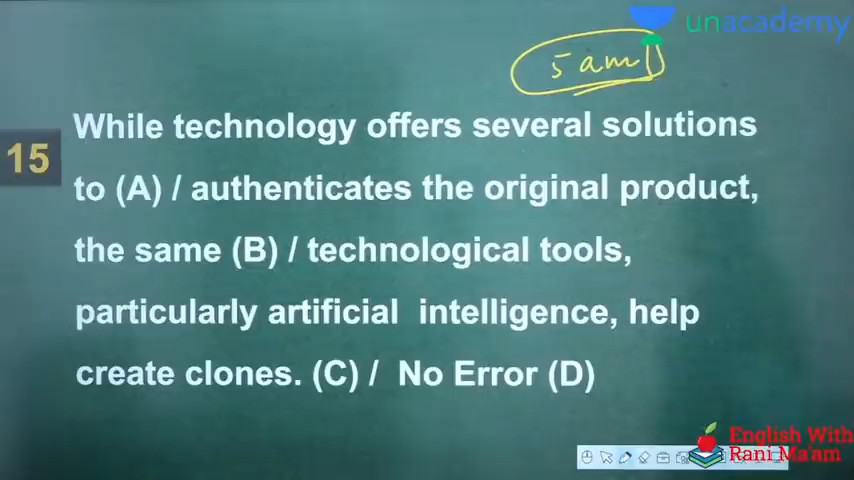 unacademy
5 am
While technology offers several solutions
15
to (A) / authenticates the original product,
the same (B) / technological tools,
particularly artificial intelligence, help
create clones. (C) / No Error (D)
English With
Rani Ma'am